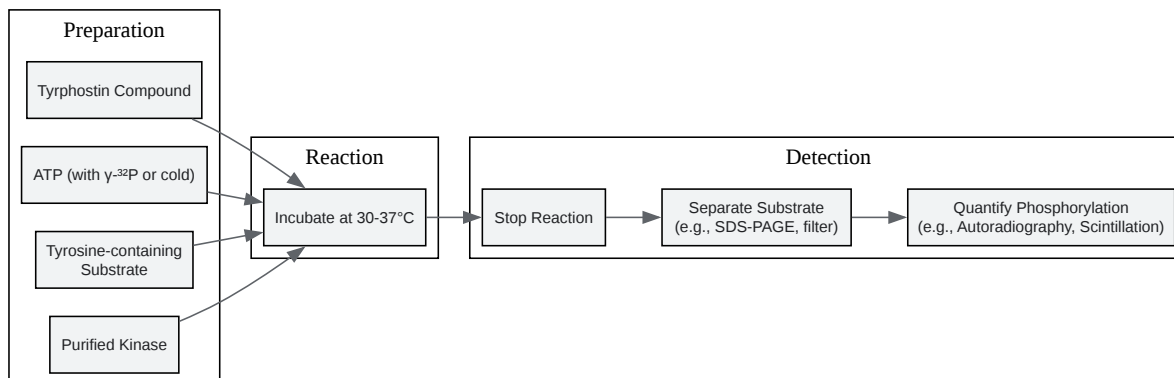 Preparation
Tyrphostin Compound
ATP (with γ-³²P or cold)
Tyrosine-containing
Substrate
Purified Kinase
Reaction
Incubate at 30-37°C
Detection
Stop Reaction
Separate Substrate
(e.g., SDS-PAGE, filter)
Quantify Phosphorylation
(e.g., Autoradiography, Scintillation)